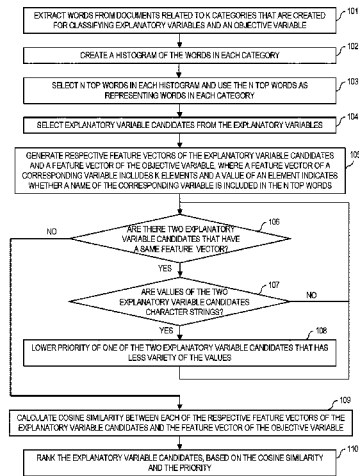 EXTRACT WORDS FROM DOCUMENTS RELATED TO K CATEGORIES THAT ARE CREATED
FOR CLASSIFYING EXPLANATORY VARIABLES AND AN OBJECTIVE VARIABLE
101
CREATE A HISTOGRAM OF THE WORDS IN EACH CATEGORY
102
SELECT N TOP WORDS IN EACH HISTOGRAM AND USE THE N TOP WORDS AS
REPRESENTING WORDS IN EACH CATEGORY
103
SELECT EXPLANATORY VARIABLE CANDIDATES FROM THE EXPLANATORY VARIABLES
104
GENERATE RESPECTIVE FEATURE VECTORS OF THE EXPLANATORY VARIABLE CANDIDATES
AND A FEATURE VECTOR OF THE OBJECTIVE VARIABLE, WHERE A FEATURE VECTOR OF A
CORRESPONDING VARIABLE INCLUDES K ELEMENTS AND A VALUE OF AN ELEMENT INDICATES
WHETHER A NAME OF THE CORRESPONDING VARIABLE IS INCLUDED IN THE N TOP WORDS
105
106
NO
ARE THERE TWO EXPLANATORY
VARIABLE CANDIDATES THAT HAVE
A SAME FEATURE VECTOR?
YES
107
ARE VALUES OF THE TWO
EXPLANATORY VARIABLE CANDIDATES
CHARACTER STRINGS?
NO
YES
108
LOWER PRIORITY OF ONE OF THE TWO EXPLANATORY VARIABLE CANDIDATES THAT HAS
LESS VARIETY OF THE VALUES
109
CALCULATE COSINE SIMILARITY BETWEEN EACH OF THE RESPECTIVE FEATURE VECTORS OF THE
EXPLANATORY VARIABLE CANDIDATES AND THE FEATURE VECTOR OF THE OBJECTIVE VARIABLE
110
RANK THE EXPLANATORY VARIABLE CANDIDATES, BASED ON THE COSINE SIMILARITY
AND THE PRIORITY